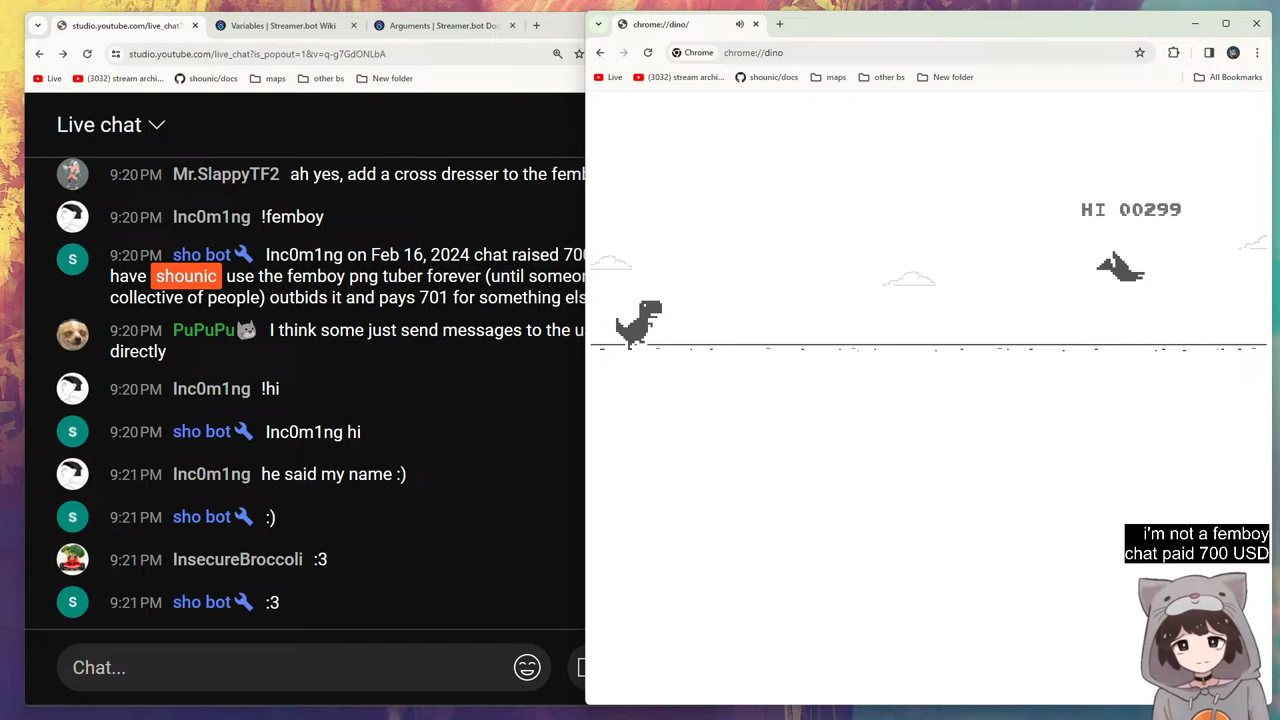 studio.youtube.com/live_chat?
Variables | Streamer.bot Wiki
Arguments | Streamer.bot Doc
studio.youtube.com/live_chat?is_popout=1&v=q-g7GdONLbA
Live
(3032) stream archi...
shounic/docs
maps
other bs
New folder
Live chat
9:20 PM Mr.SlappyTF2 ah yes, add a cross dresser to the femb
9:20 PM Inc0m1ng !femboy
S 9:20 PM sho bot Inc0m1ng on Feb 16, 2024 chat raised 700
have shounic use the femboy png tuber forever (until someon
collective of people) outbids it and pays 701 for something else
9:20 PM PuPuPu I think some just send messages to the u
directly
9:20 PM Inc0m1ng !hi
S 9:20 PM sho bot Inc0m1ng hi
9:21 PM Inc0m1ng he said my name :)
S 9:21 PM sho bot :)
9:21 PM InsecureBroccoli :3
S 9:21 PM sho bot :3
Chat...
chrome://dino/
Chrome chrome://dino
Live
(3032) stream archi...
shounic/docs
maps
other bs
New folder
All Bookmarks
HI 00299
i'm not a femboy
chat paid 700 USD